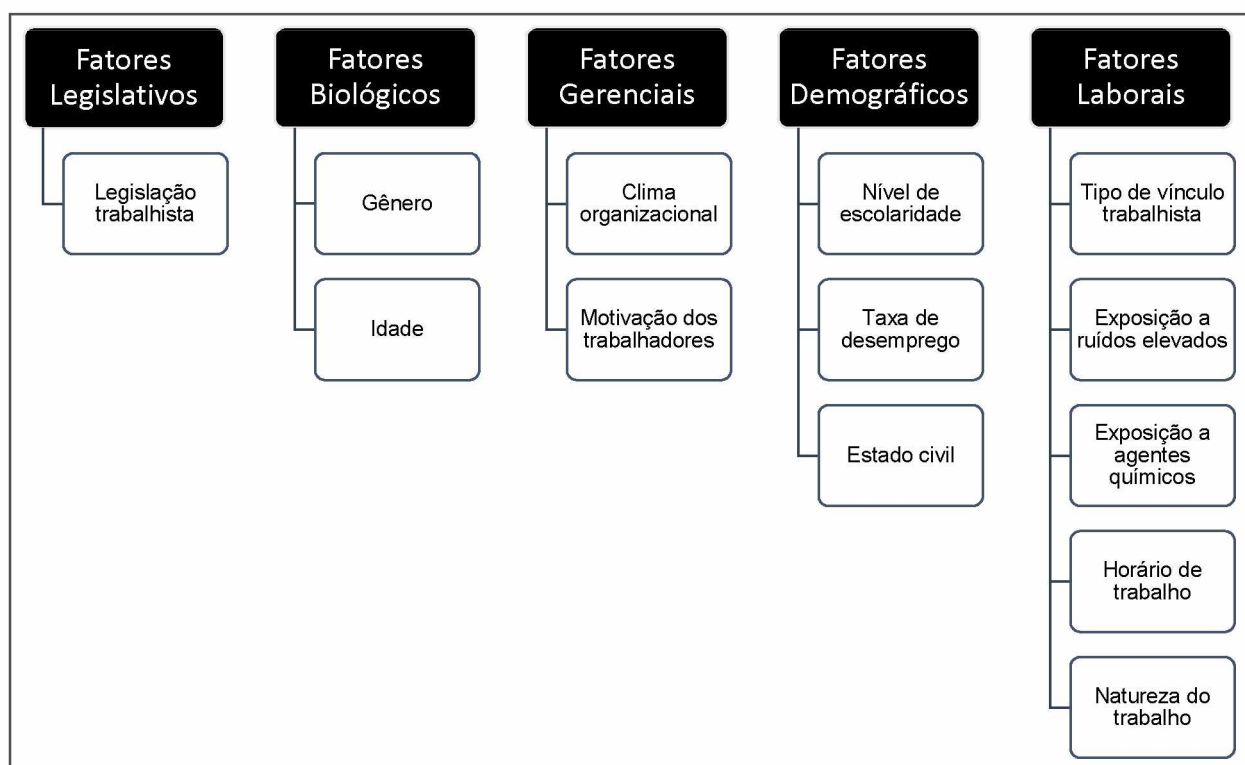 Fatores
Legislativos
Legislação
trabalhista
Fatores
Biológicos
Gênero
Idade
Fatores
Gerenciais
Clima
organizacional
Motivação dos
trabalhadores
Fatores
Demográficos
Nível de
escolaridade
Taxa de
desemprego
Estado civil
Fatores
Laborais
Tipo de vínculo
trabalhista
Exposição a
ruídos elevados
Exposição a
agentes
químicos
Horário de
trabalho
Natureza do
trabalho